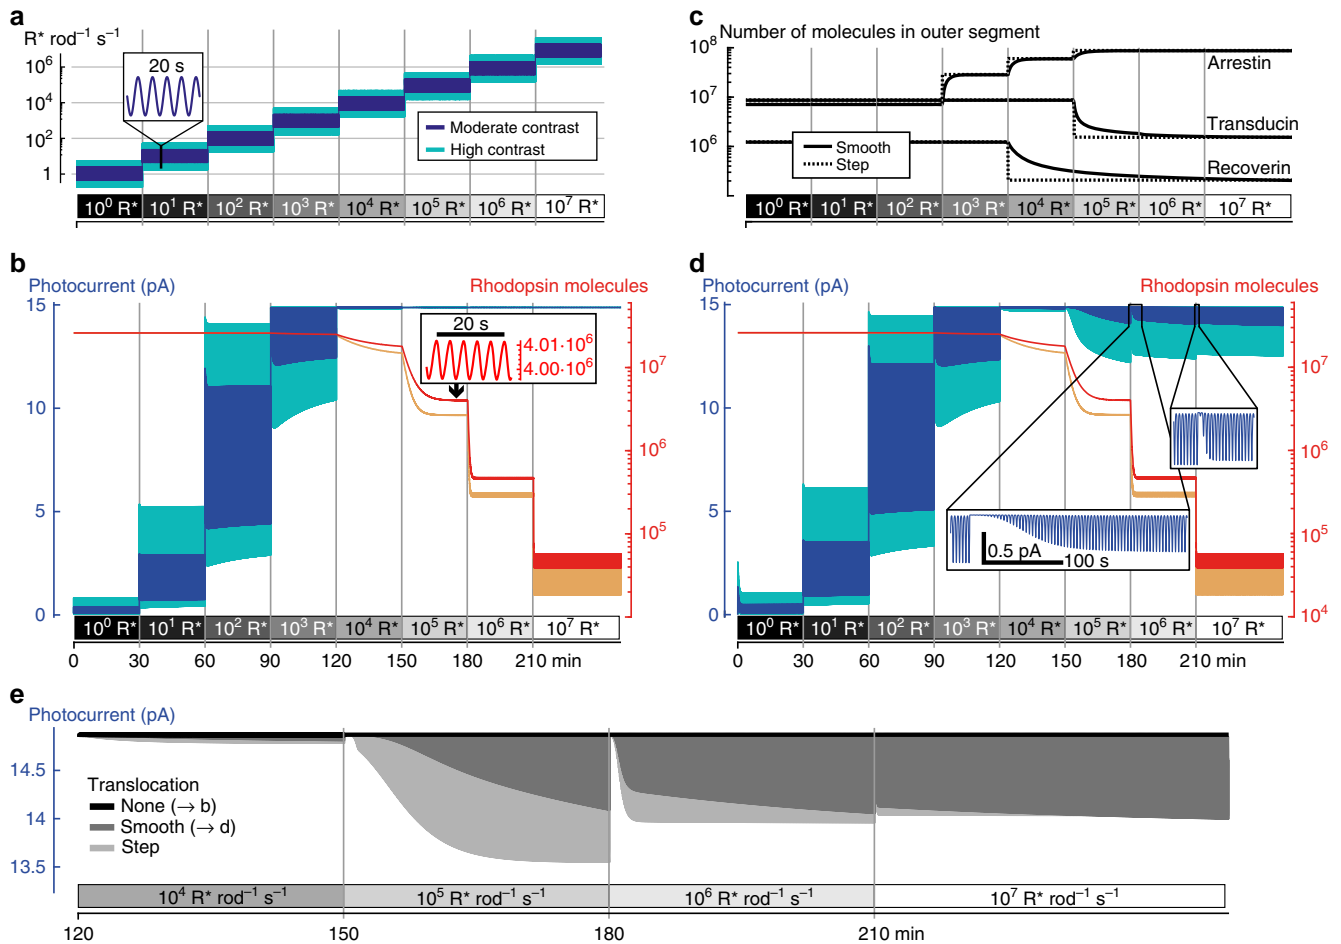 a
R* rod⁻¹ s⁻¹
20 s
10⁶
10⁴
10²
1
Moderate contrast
High contrast
10⁰ R* 10¹ R* 10² R* 10³ R* 10⁴ R* 10⁵ R* 10⁶ R* 10⁷ R*
c
Number of molecules in outer segment
10⁸
10⁷
10⁶
Arrestin
Transducin
Recoverin
Smooth
Step
10⁰ R* 10¹ R* 10² R* 10³ R* 10⁴ R* 10⁵ R* 10⁶ R* 10⁷ R*
b
Photocurrent (pA)
Rhodopsin molecules
15
10
5
0
20 s
4.01·10⁶
4.00·10⁶
10⁷
10⁶
10⁵
10⁰ R* 10¹ R* 10² R* 10³ R* 10⁴ R* 10⁵ R* 10⁶ R* 10⁷ R*
0 30 60 90 120 150 180 210 min
d
Photocurrent (pA)
Rhodopsin molecules
15
10
5
0
10⁷
10⁶
10⁵
10⁴
0.5 pA
100 s
10⁰ R* 10¹ R* 10² R* 10³ R* 10⁴ R* 10⁵ R* 10⁶ R* 10⁷ R*
0 30 60 90 120 150 180 210 min
e
Photocurrent (pA)
14.5
14
13.5
Translocation
None (→ b)
Smooth (→ d)
Step
10⁴ R* rod⁻¹ s⁻¹ 10⁵ R* rod⁻¹ s⁻¹ 10⁶ R* rod⁻¹ s⁻¹ 10⁷ R* rod⁻¹ s⁻¹
120 150 180 210 min